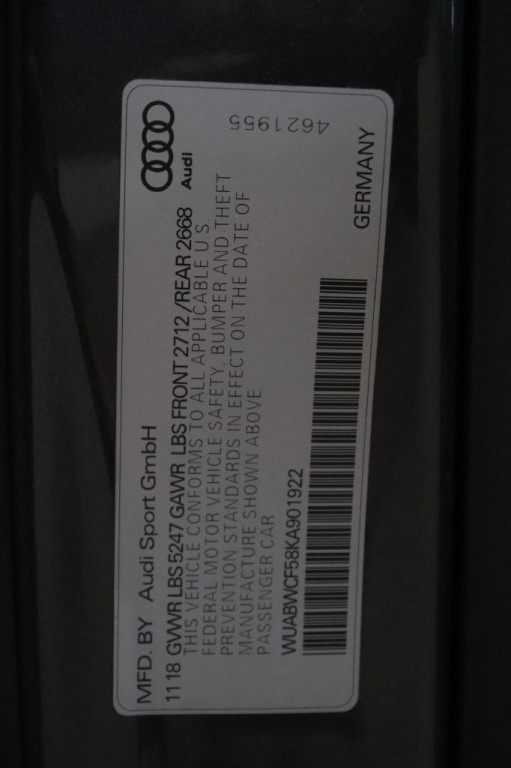 MFD. BY Audi Sport GmbH
Audi
1118 GVWR LBS 5247 GAWR LBS FRONT 2712 /REAR 2668
THIS VEHICLE CONFORMS TO ALL APPLICABLE U S.
FEDERAL MOTOR VEHICLE SAFETY, BUMPER AND THEFT
PREVENTION STANDARDS IN EFFECT ON THE DATE OF
MANUFACTURE SHOWN ABOVE
PASSENGER CAR
4621955
WUABWCF58KA901922
GERMANY